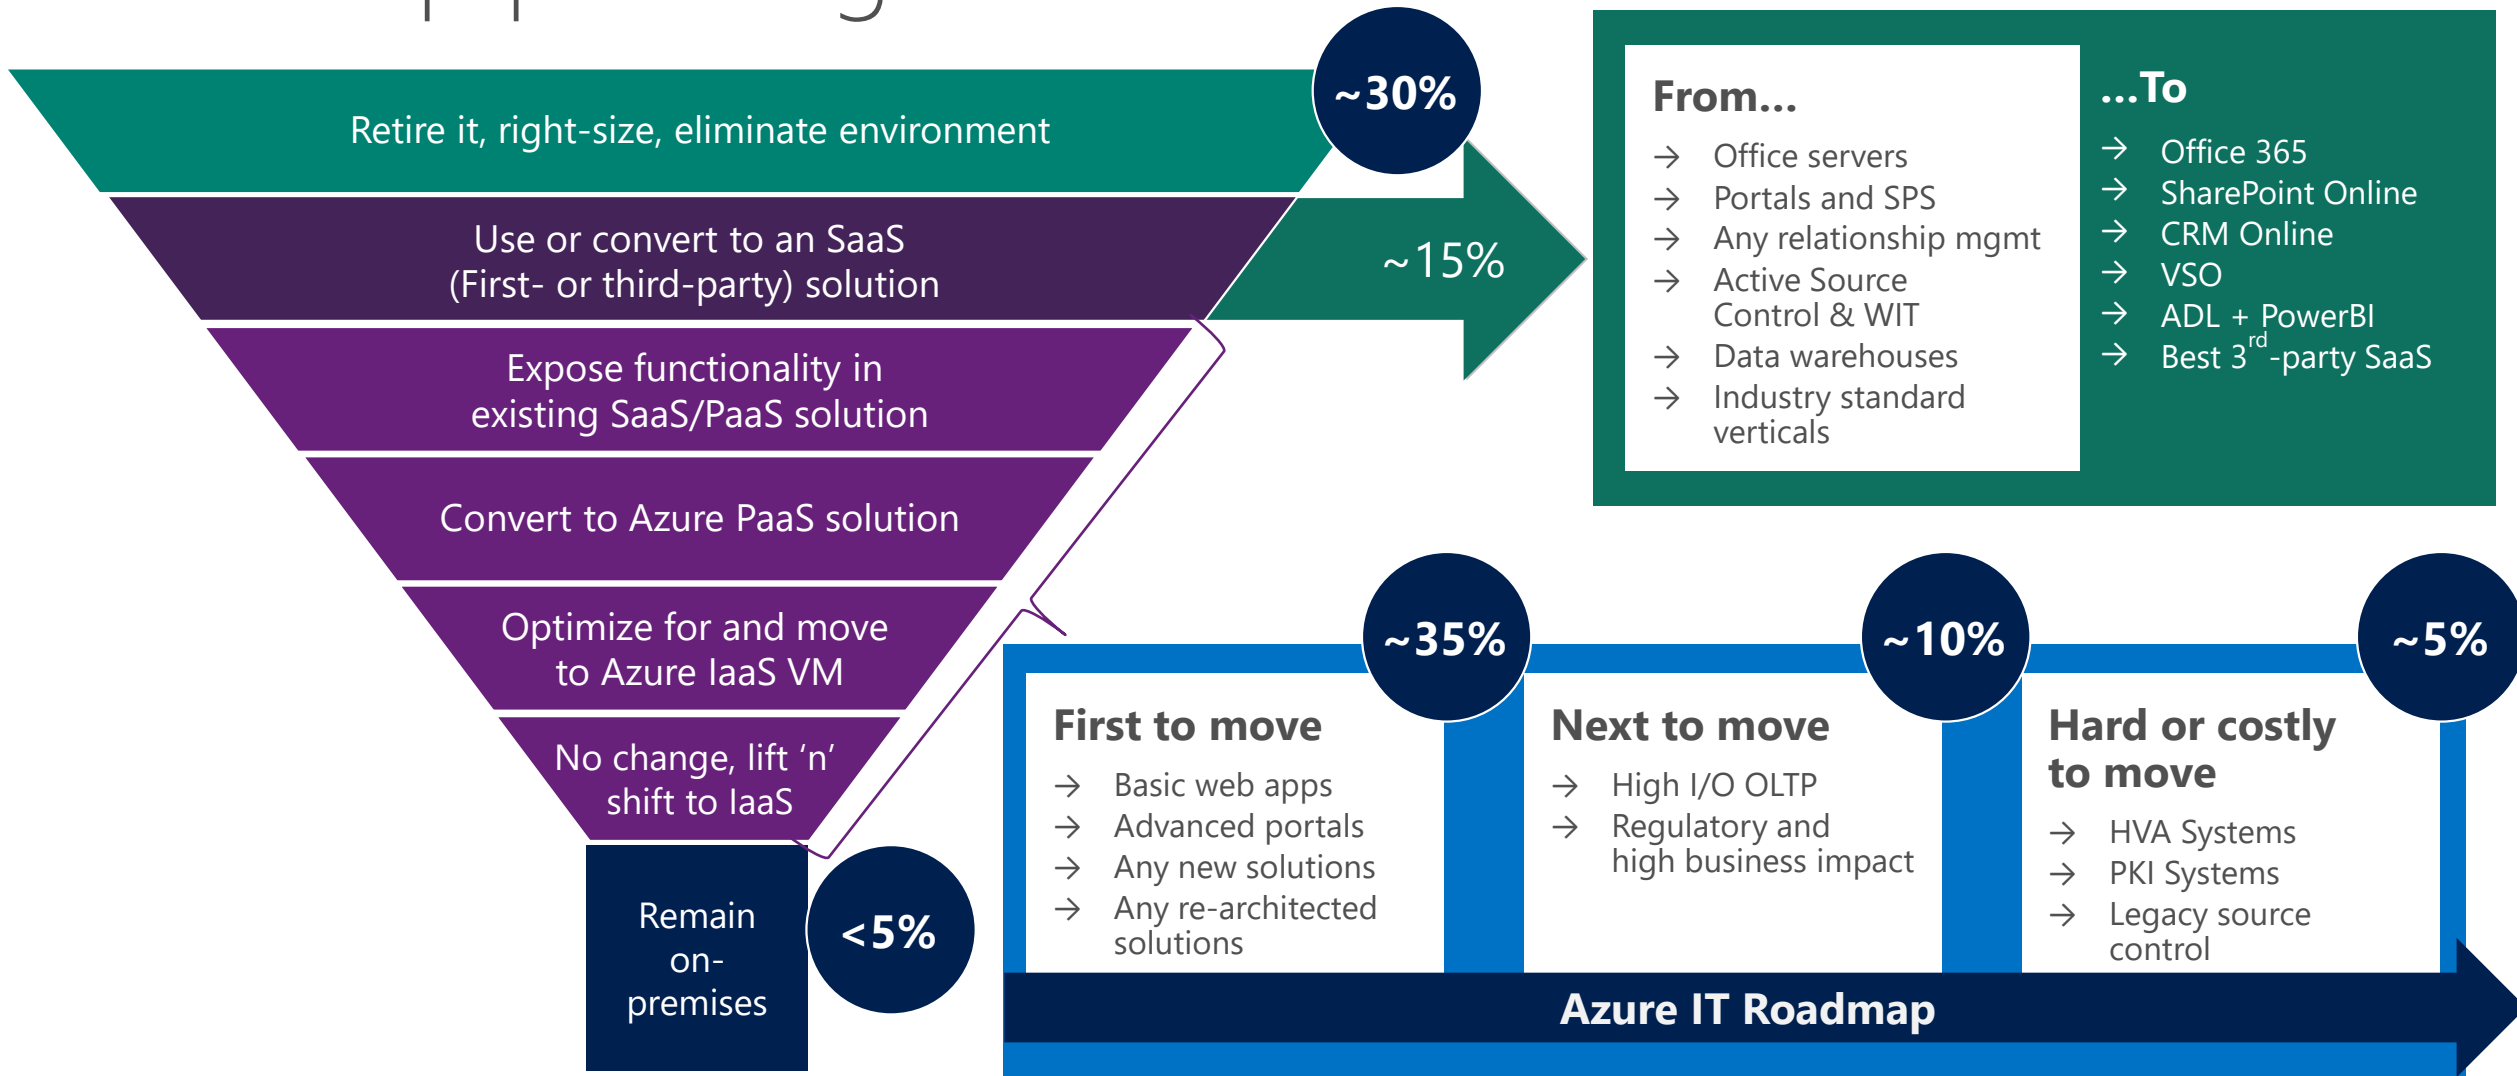 Retire it, right-size, eliminate environment
~30%
Use or convert to an SaaS
(First- or third-party) solution
~15%
Expose functionality in
existing SaaS/PaaS solution
Convert to Azure PaaS solution
Optimize for and move
to Azure IaaS VM
No change, lift ‘n’
shift to IaaS
Remain
on-
premises
<5%
From...
→ Office servers
→ Portals and SPS
→ Any relationship mgmt
→ Active Source
Control & WIT
→ Data warehouses
→ Industry standard
verticals
...To
→ Office 365
→ SharePoint Online
→ CRM Online
→ VSO
→ ADL + PowerBI
→ Best 3rd-party SaaS
~35%
First to move
→ Basic web apps
→ Advanced portals
→ Any new solutions
→ Any re-architected
solutions
~10%
Next to move
→ High I/O OLTP
→ Regulatory and
high business impact
~5%
Hard or costly
to move
→ HVA Systems
→ PKI Systems
→ Legacy source
control
Azure IT Roadmap